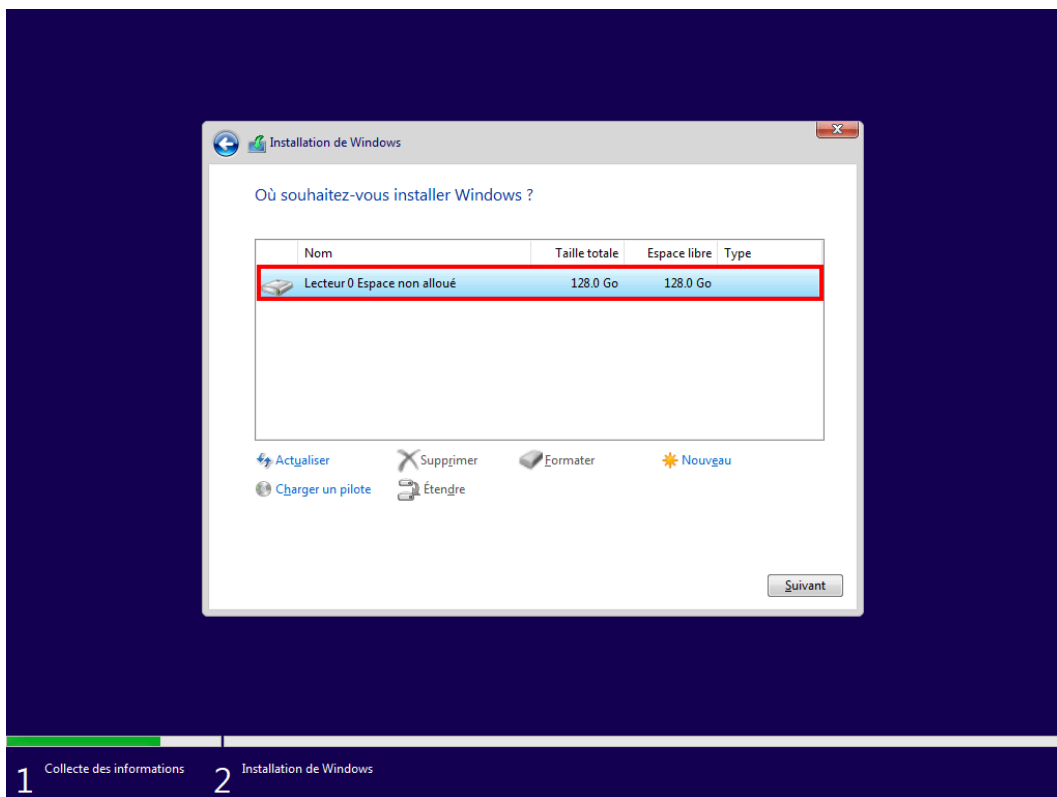 Installation de Windows
Où souhaitez-vous installer Windows ?
Nom Taille totale Espace libre Type
Lecteur 0 Espace non alloué 128.0 Go 128.0 Go
Actualiser Supprimer Formater Nouveau
Charger un pilote Étendre
Suivant
1 Collecte des informations 2 Installation de Windows